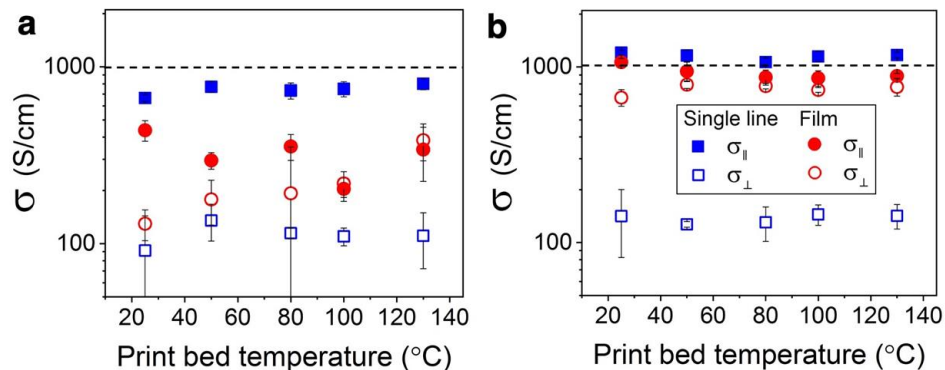 a
σ (S/cm)
1000
100
20 40 60 80 100 120 140
Print bed temperature (°C)
b
σ (S/cm)
1000
100
Single line Film
σ∥ σ∥
σ⊥ σ⊥
20 40 60 80 100 120 140
Print bed temperature (°C)